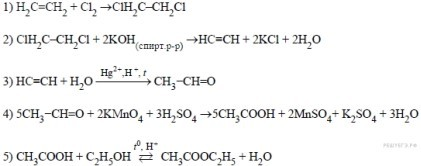 1) H₂C=CH₂ + Cl₂ →ClH₂C–CH₂Cl
2) ClH₂C–CH₂Cl + 2KOH(спирт.р-р) →HC≡CH + 2KCl + 2H₂O
3) HC≡CH + H₂O —Hg²⁺,H⁺, t→ CH₃–CH=O
4) 5CH₃–CH=O + 2KMnO₄ + 3H₂SO₄ →5CH₃COOH + 2MnSO₄+ K₂SO₄ + 3H₂O
5) CH₃COOH + C₂H₅OH ⇄ t⁰, H⁺ CH₃COOC₂H₅ + H₂O